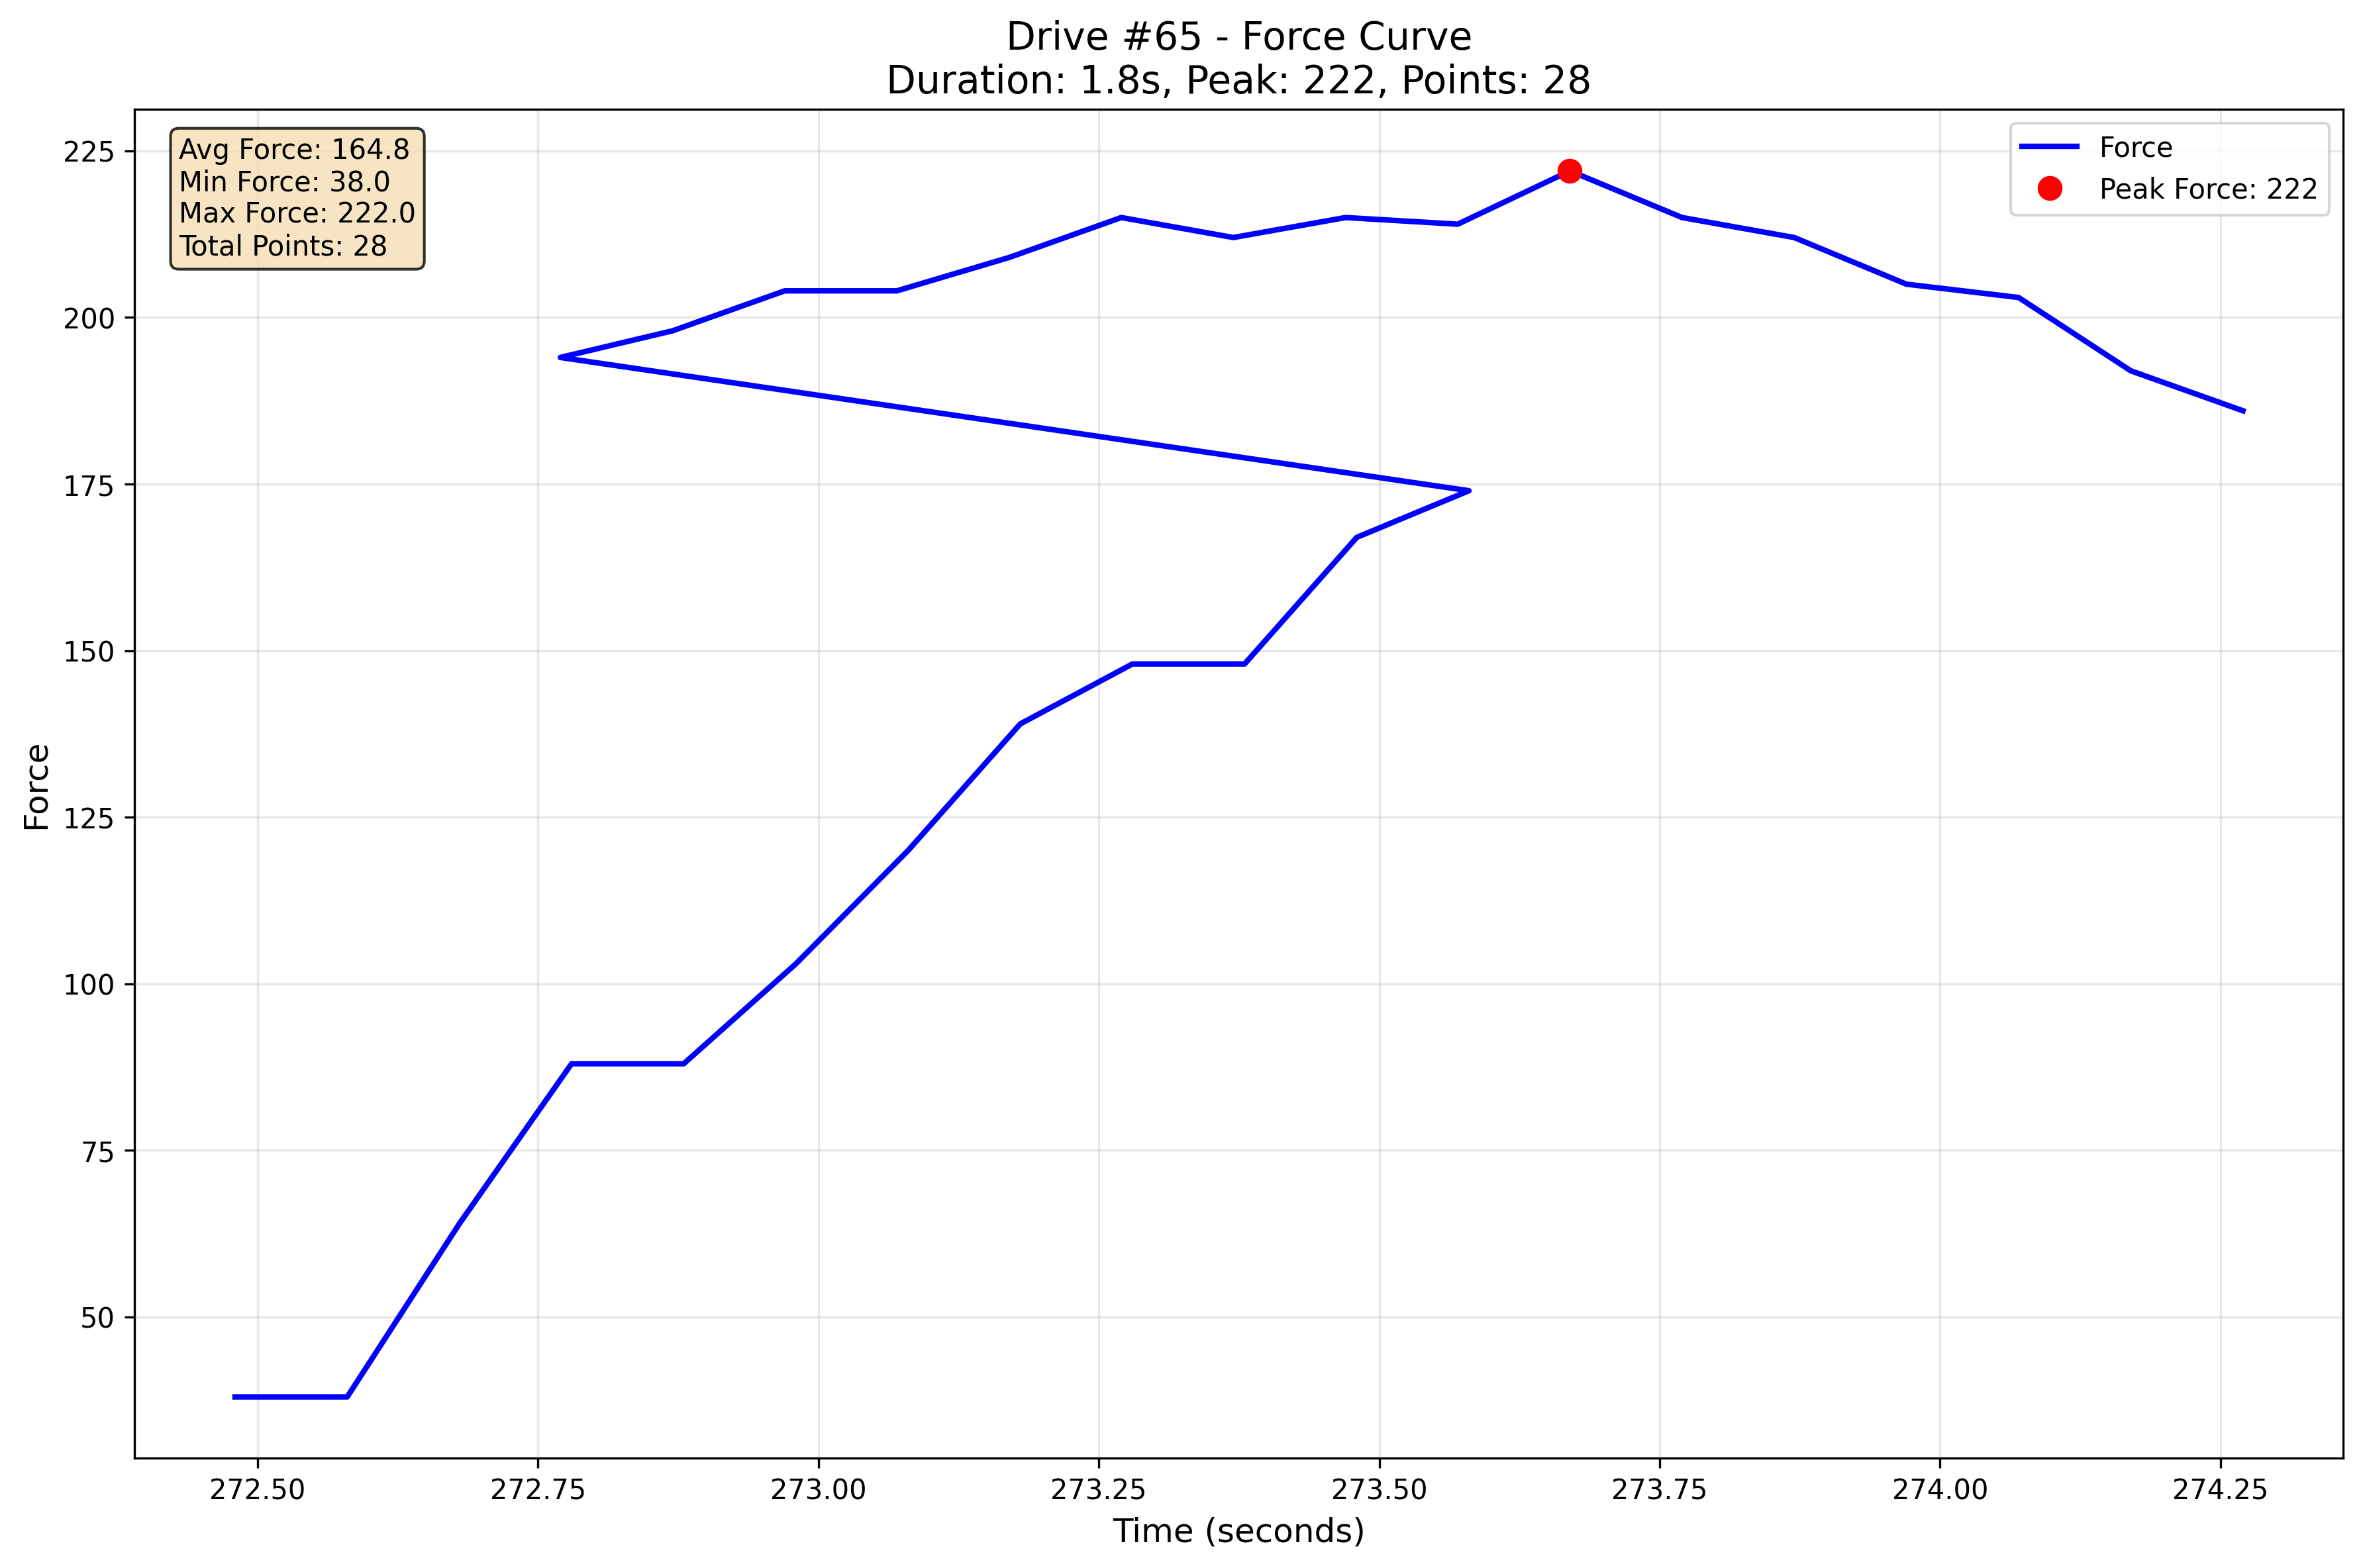 Drive #65 - Force Curve
Duration: 1.8s, Peak: 222, Points: 28
Avg Force: 164.8
Min Force: 38.0
Max Force: 222.0
Total Points: 28
Force
Peak Force: 222
225
200
175
150
125
100
75
50
Force
272.50
272.75
273.00
273.25
273.50
273.75
274.00
274.25
Time (seconds)